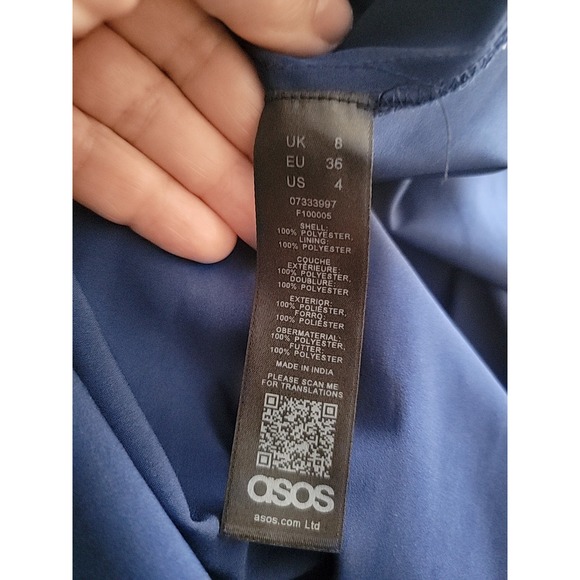 UK 8
EU 36
US 4
07333997
F100005
SHELL:
100% POLYESTER,
LINING:
100% POLYESTER
COUCHE
EXTÉRIEURE:
100% POLYESTER,
DOUBLURE:
100% POLYESTER
EXTERIOR:
100% POLIÉSTER,
FORRO:
100% POLIÉSTER
OBERMATERIAL:
100% POLYESTER,
FUTTER:
100% POLYESTER
MADE IN INDIA
PLEASE SCAN ME
FOR TRANSLATIONS
asos
asos.com Ltd